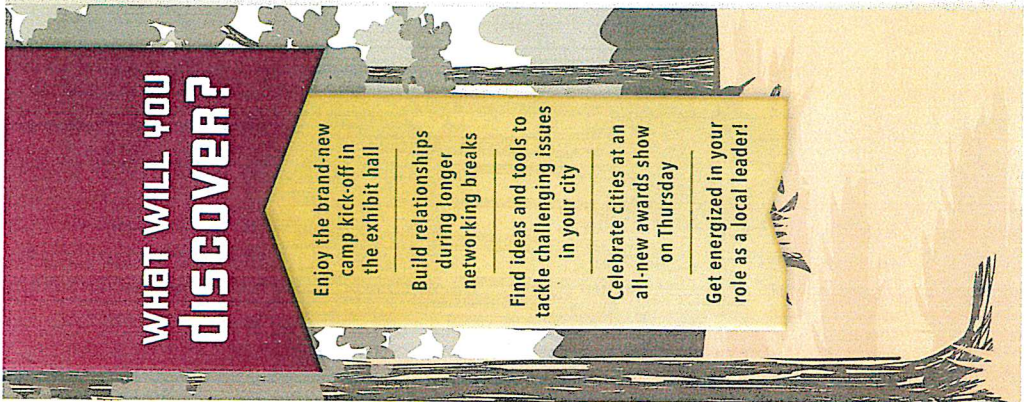 WHAT WILL YOU
DISCOVER?
Enjoy the brand-new
camp kick-off in
the exhibit hall
Build relationships
during longer
networking breaks
Find ideas and tools to
tackle challenging issues
in your city
Celebrate cities at an
all-new awards show
on Thursday
Get energized in your
role as a local leader!